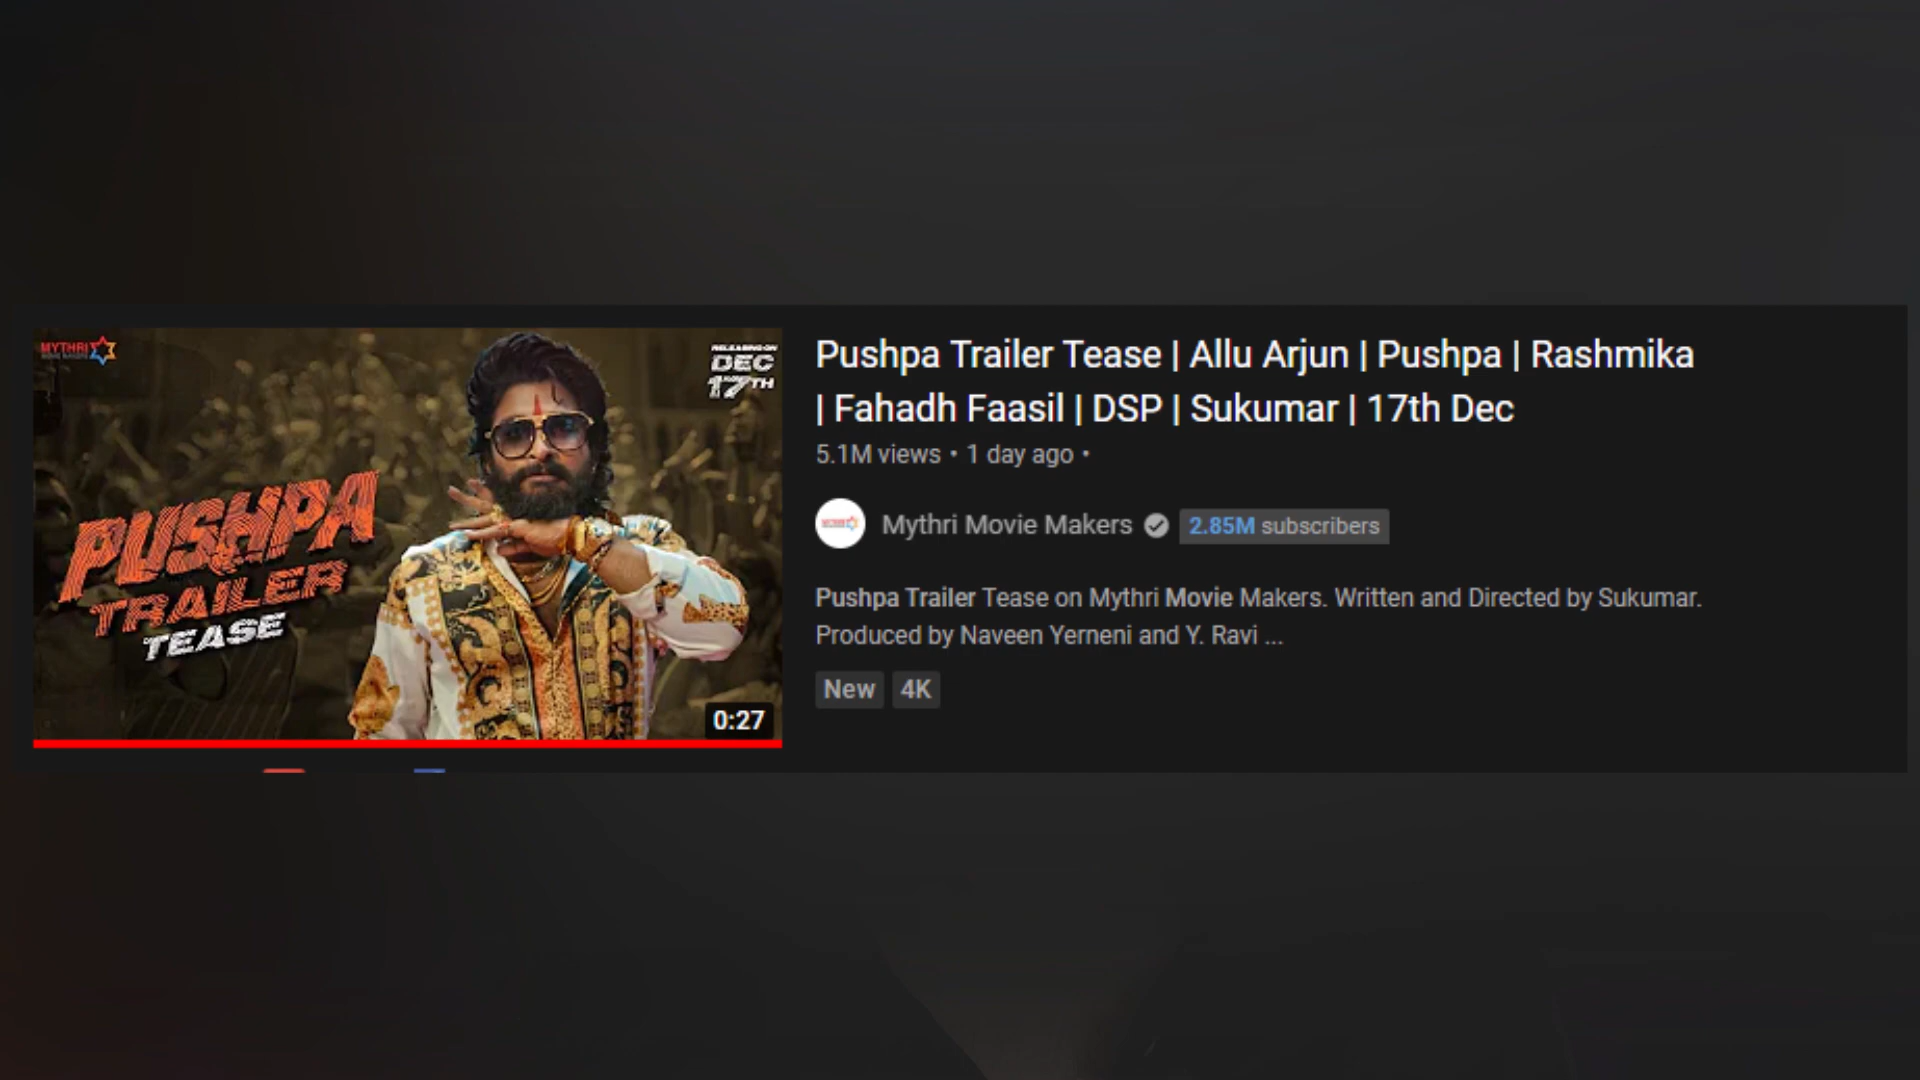 MYTHRI
MOVIE MAKERS
RELEASING ON
DEC
17TH
PUSHPA
TRAILER
TEASE
0:27
Pushpa Trailer Tease | Allu Arjun | Pushpa | Rashmika
| Fahadh Faasil | DSP | Sukumar | 17th Dec
5.1M views • 1 day ago •
Mythri Movie Makers 2.85M subscribers
Pushpa Trailer Tease on Mythri Movie Makers. Written and Directed by Sukumar.
Produced by Naveen Yerneni and Y. Ravi ...
New 4K